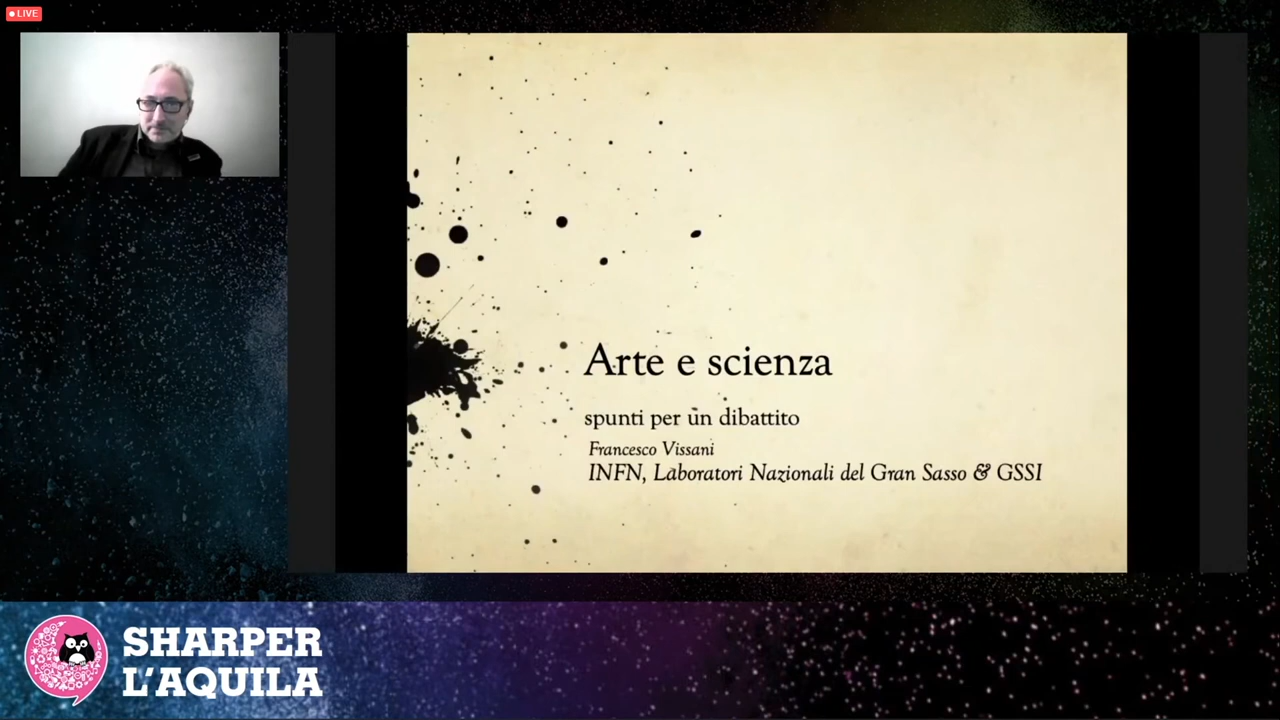 LIVE
Arte e scienza
spunti per un dibattito
Francesco Vissani
INFN, Laboratori Nazionali del Gran Sasso & GSSI
SHARPER
L'AQUILA